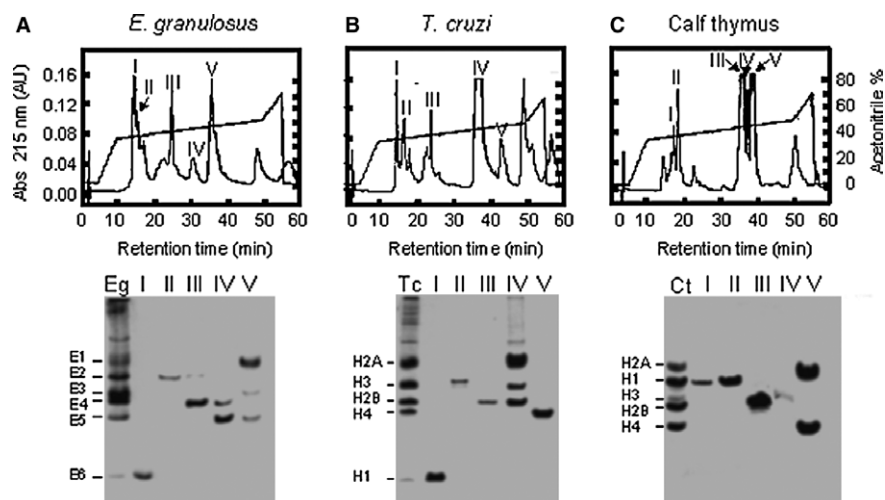 A E. granulosus
I
II
III
IV
V
Abs 215 nm (AU)
0.16
0.12
0.08
0.04
0.00
0 10 20 30 40 50 60
Retention time (min)
B T. cruzi
I
II
III
IV
V
0 10 20 30 40 50 60
Retention time (min)
C Calf thymus
I
II
III
IV
V
80
60
40
20
0
Acetonitrile %
0 10 20 30 40 50 60
Retention time (min)
Eg I II III IV V
E1
E2
E3
E4
E5
E6
Tc I II III IV V
H2A
H3
H2B
H4
H1
Ct I II III IV V
H2A
H1
H3
H2B
H4